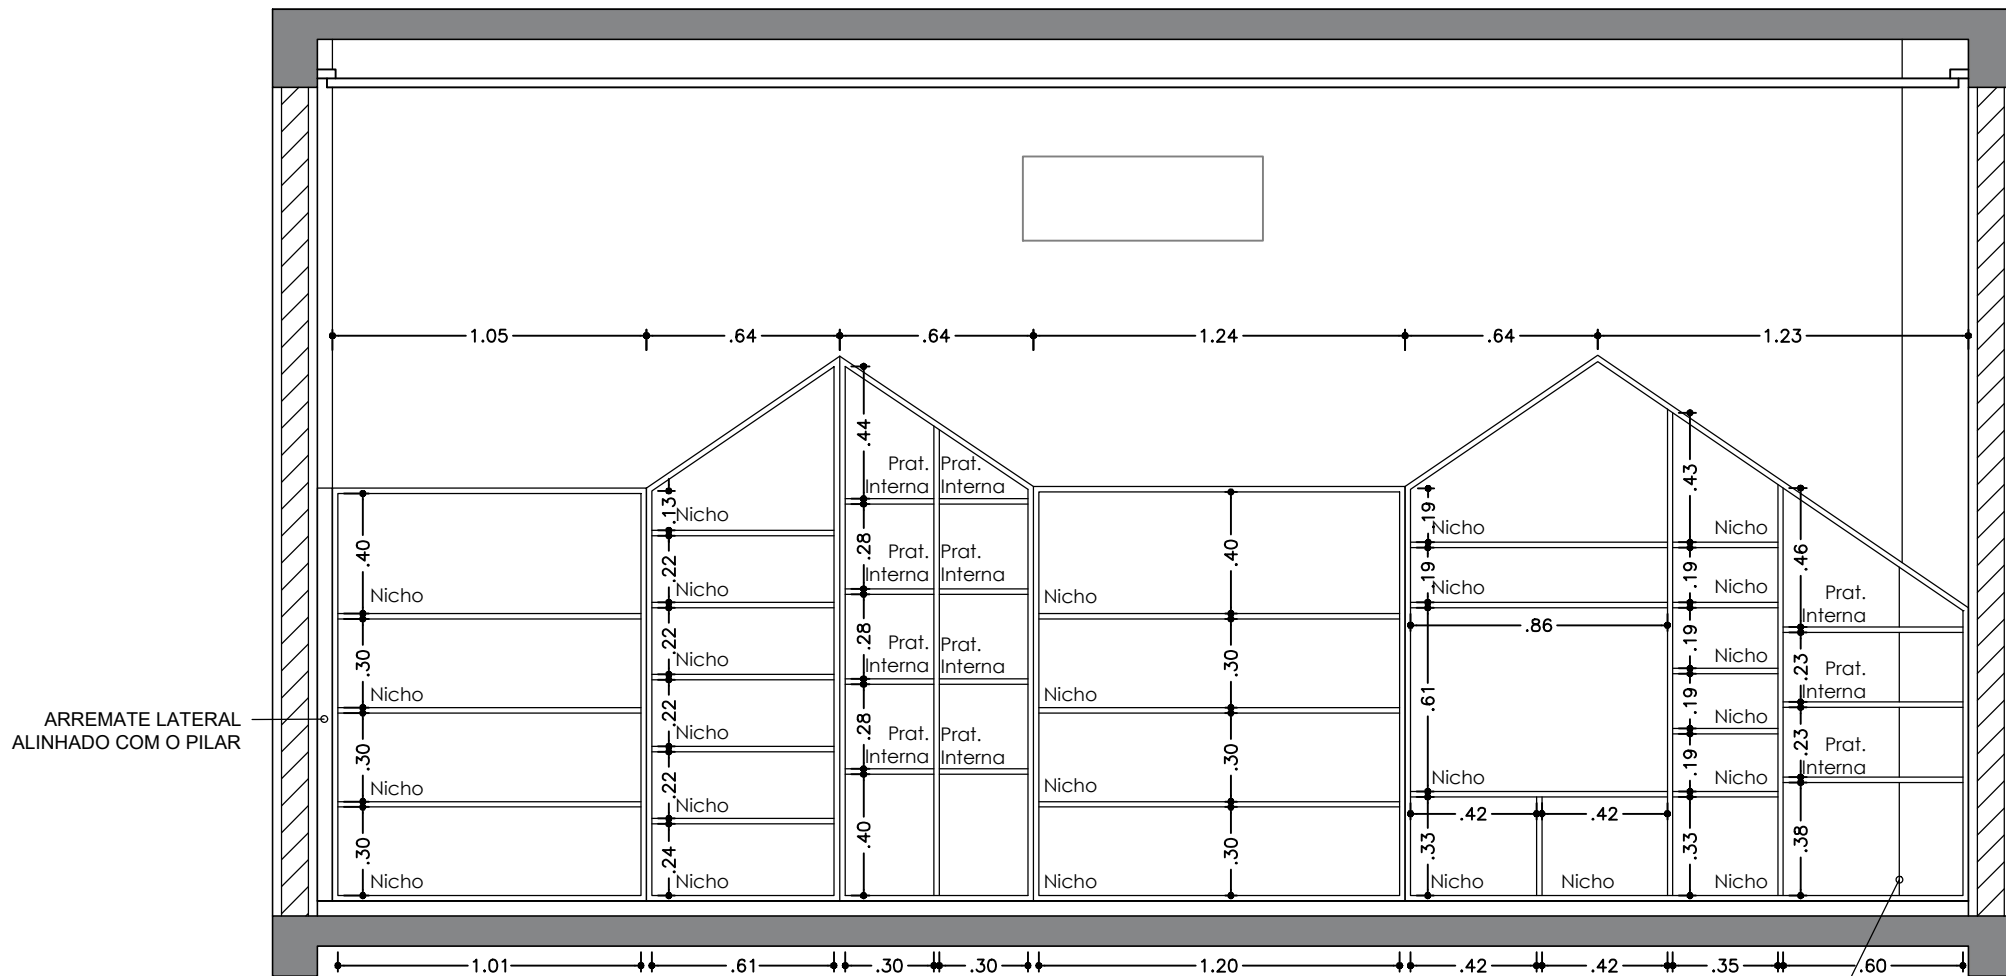 1.05 .64 .64 1.24 .64 1.23
.44
.43
Prat. Prat.
Interna Interna
.13
Nicho
.19
Nicho
Nicho
.40
.22
.28
Prat. Prat.
Interna Interna
.40
.19
.19
.46
Nicho
Nicho
Nicho
Nicho
Nicho
Prat.
Interna
.86
.30
.22
.28
Prat. Prat.
Interna Interna
.30
.61
.19
Nicho
.23
Prat.
Interna
Nicho
Nicho
Nicho
.19
Nicho
ARREMATE LATERAL
ALINHADO COM O PILAR
.30
.22
Nicho
.28
Prat. Prat.
Interna Interna
.30
.19
.23
Prat.
Interna
Nicho
Nicho
Nicho
Nicho
.22
Nicho
.42 .42
.30
.24
.40
.30
.33
.33
.38
Nicho
Nicho
Nicho
Nicho
Nicho
Nicho
1.01 .61 .30 .30 1.20 .42 .42 .35 .60